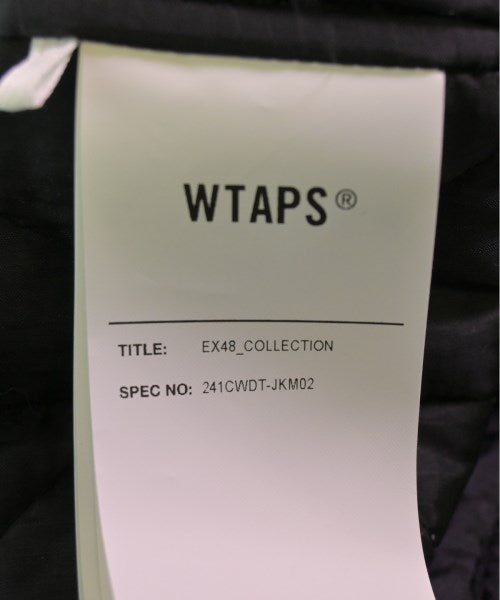 WTAPS®
TITLE: EX48_COLLECTION
SPEC NO: 241CWDT-JKM02